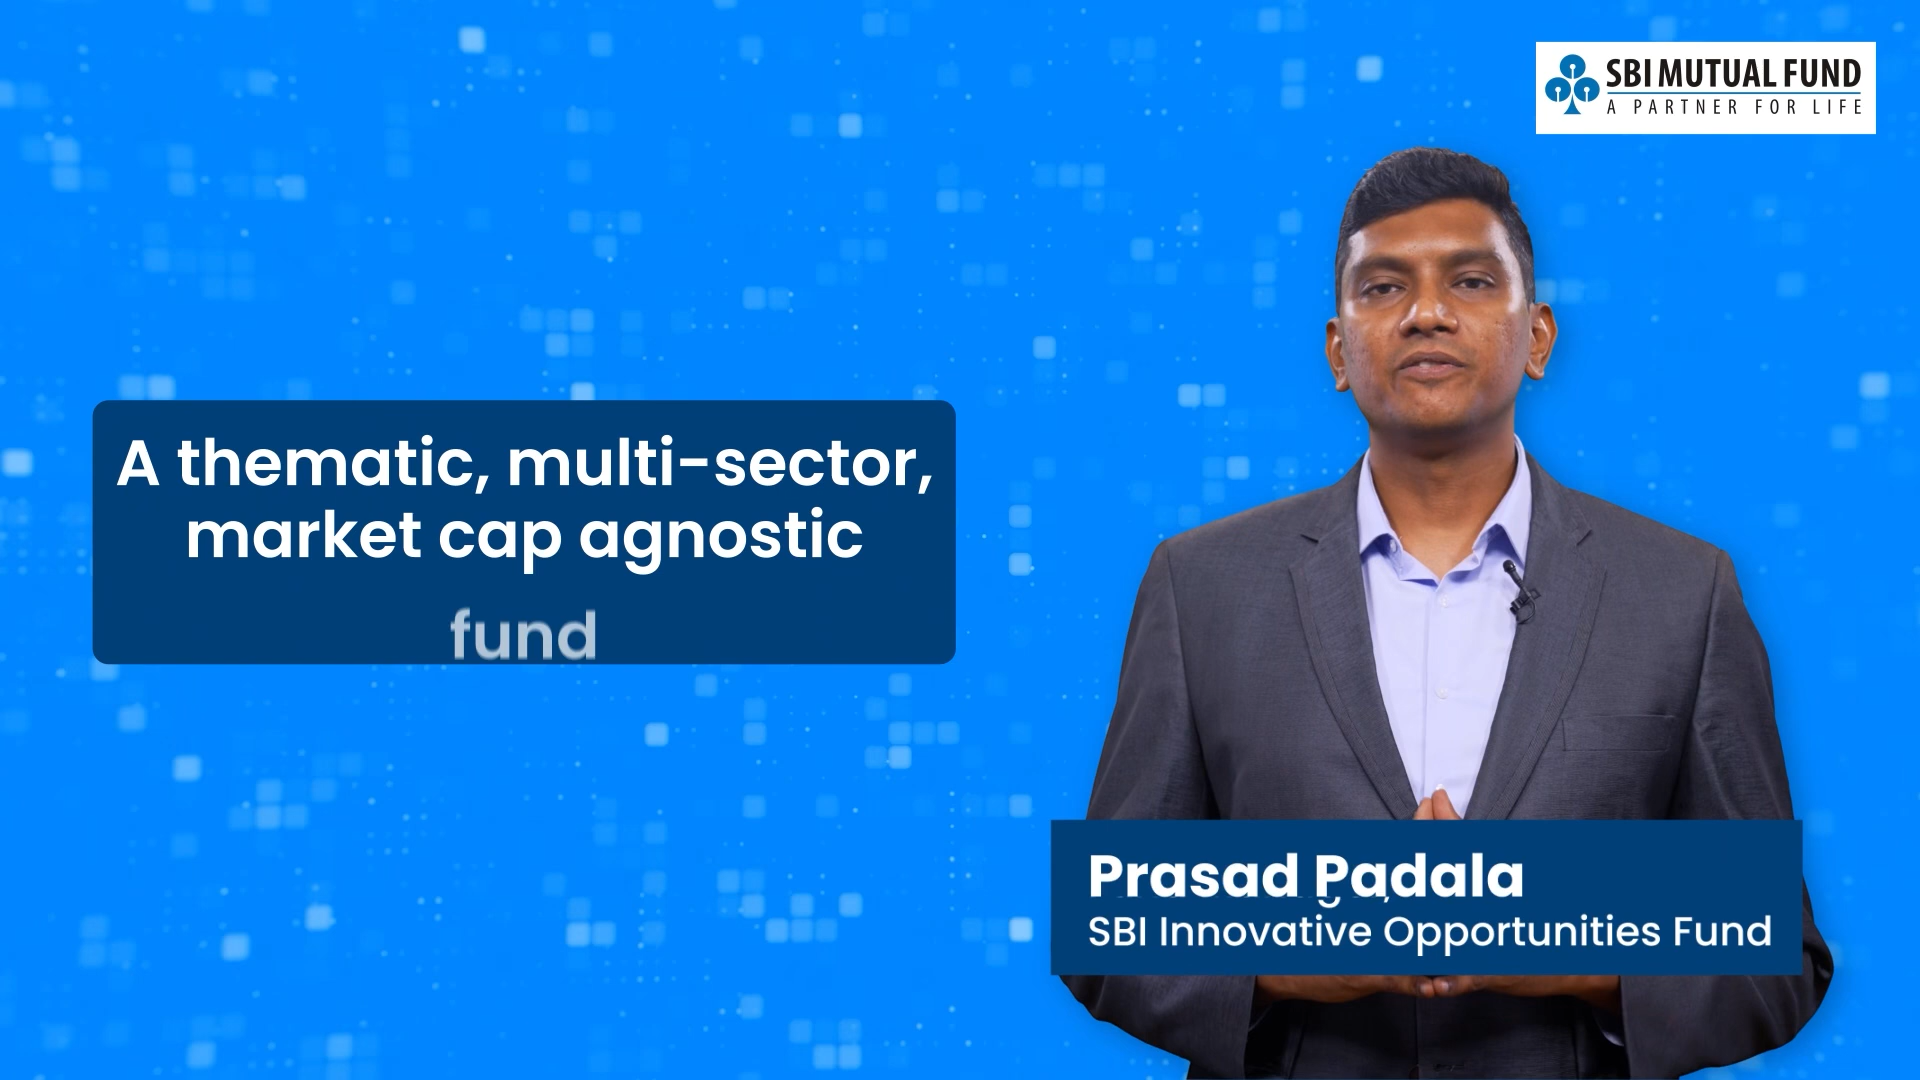 SBI MUTUAL FUND
A PARTNER FOR LIFE
A thematic, multi-sector,
market cap agnostic
fund
Prasad Padala
SBI Innovative Opportunities Fund